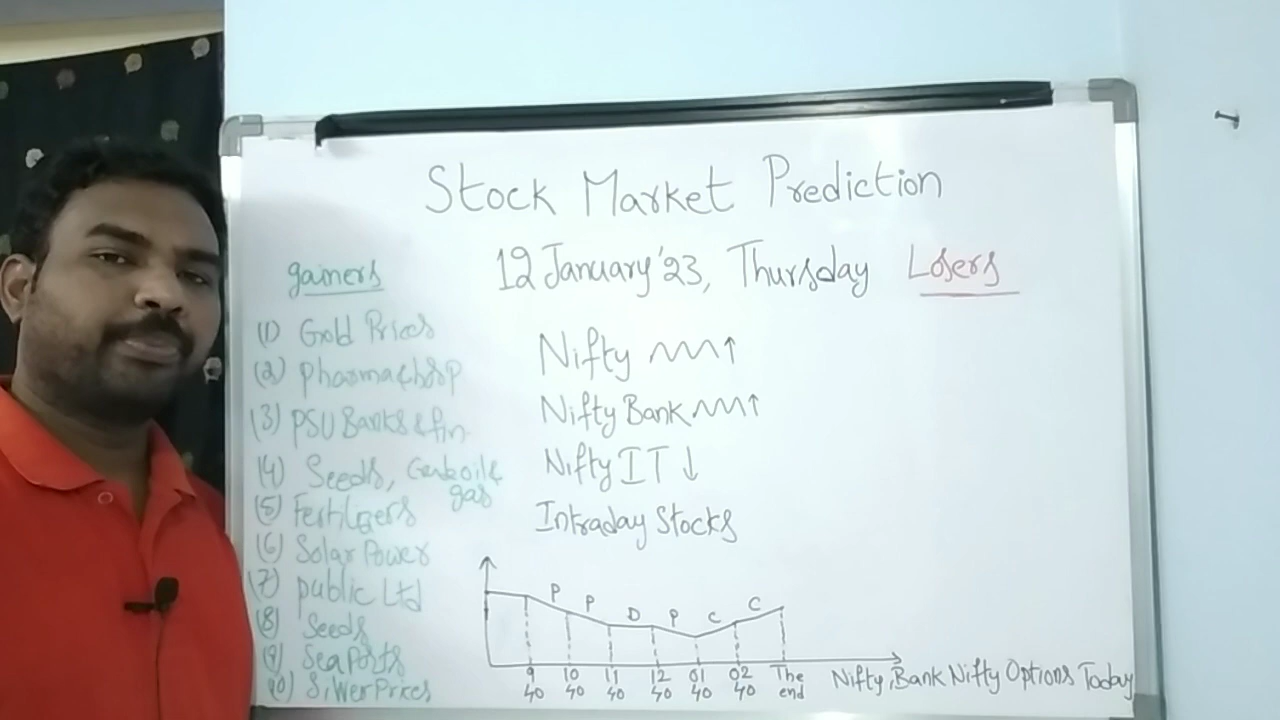 Stock Market Prediction
12 January '23, Thursday
gainers
(1) Gold Prices
(2) Pharma & hosp
(3) PSU Banks & fin
(4) Seeds, & oil & gas
(5) Fertilizers
(6) Solar Power
(7) public Ltd
(8) Seeds
(9) Sea Ports
(10) Silver Prices
Losers
Nifty ↑
Nifty Bank ↑
Nifty IT ↓
Intraday Stocks
P P D P C C
9 40 10 40 11 40 12 40 01 40 02 40 The end
Nifty, Bank Nifty Options Today